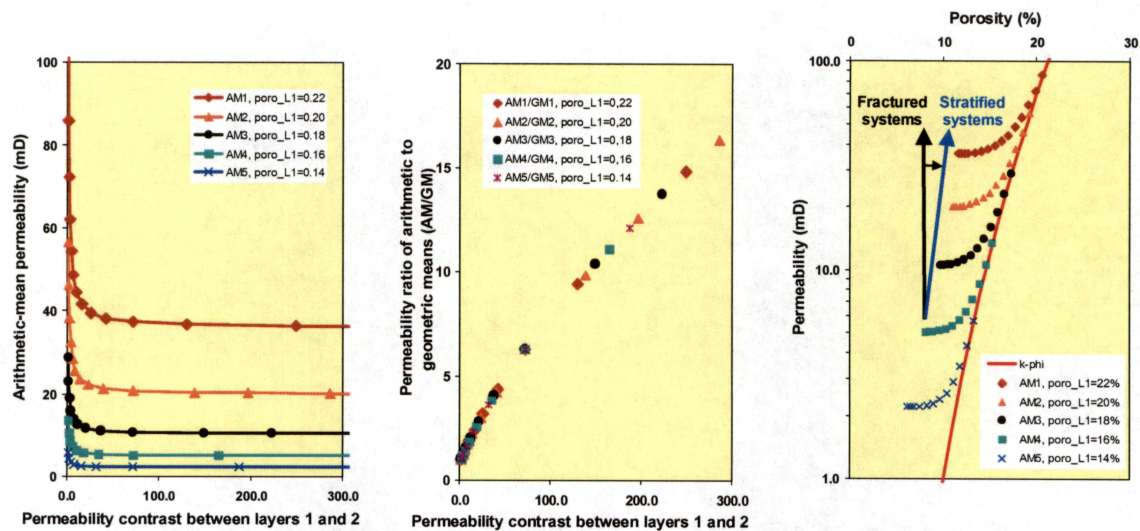 100
80
60
40
20
0
Arithmetic-mean permeability (mD)
AM1, poro_L1=0.22
AM2, poro_L1=0.20
AM3, poro_L1=0.18
AM4, poro_L1=0.16
AM5, poro_L1=0.14
0.0 100.0 200.0 300.0
Permeability contrast between layers 1 and 2
20
15
10
5
0
Permeability ratio of arithmetic to
geometric means (AM/GM)
AM1/GM1, poro_L1=0,22
AM2/GM2, poro_L1=0,20
AM3/GM3, poro_L1=0,18
AM4/GM4, poro_L1=0,16
AM5/GM5, poro_L1=0.14
0.0 100.0 200.0 300.0
Permeability contrast between layers 1 and 2
Porosity (%)
0 10 20 30
100.0
10.0
1.0
Permeability (mD)
Fractured
systems
Stratified
systems
k-phi
AM1, poro_L1=22%
AM2, poro_L1=20%
AM3, poro_L1=18%
AM4, poro_L1=16%
AM5, poro_L1=14%